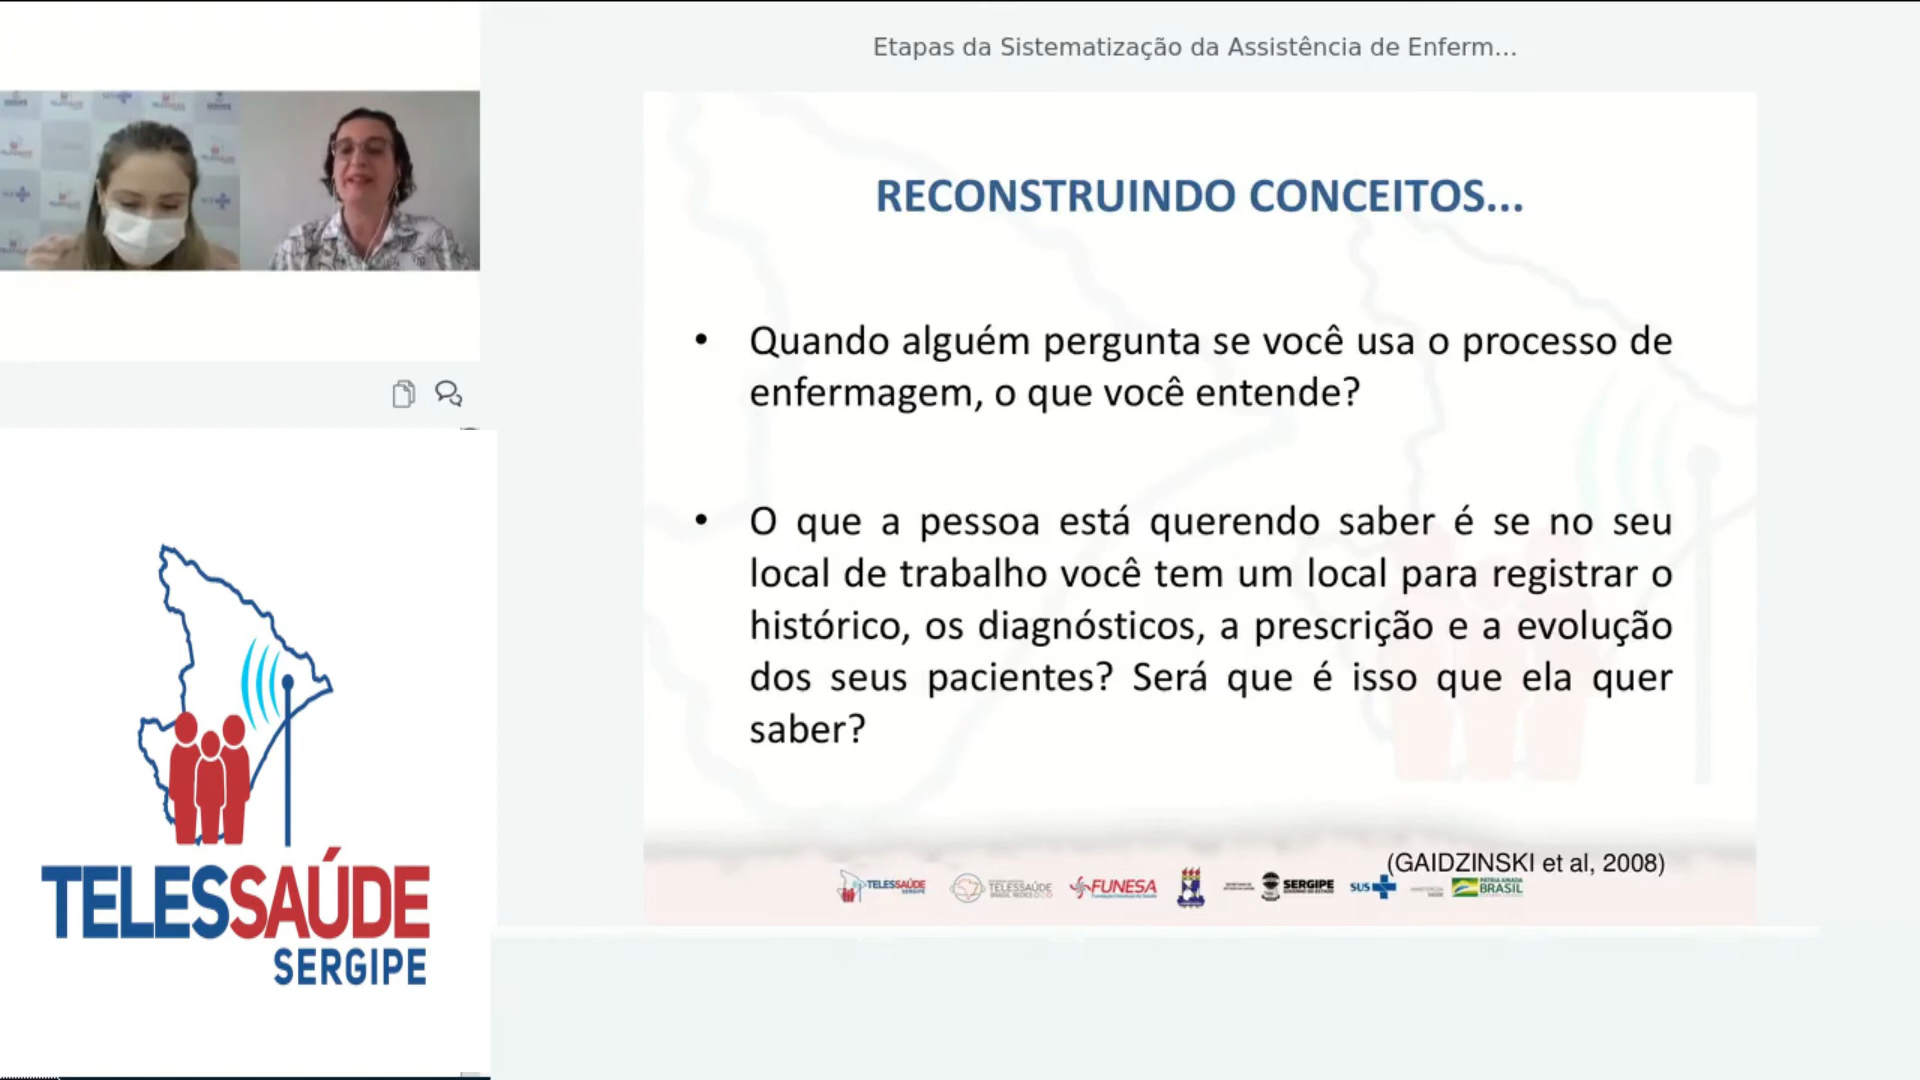 Etapas da Sistematização da Assistência de Enferm...
RECONSTRUINDO CONCEITOS...
• Quando alguém pergunta se você usa o processo de
enfermagem, o que você entende?
• O que a pessoa está querendo saber é se no seu
local de trabalho você tem um local para registrar o
histórico, os diagnósticos, a prescrição e a evolução
dos seus pacientes? Será que é isso que ela quer
saber?
(GAIDZINSKI et al, 2008)
TELESSAÚDE
SERGIPE
TELESSAÚDE
BRASIL REDES
FUNESA
SERGIPE
SUS
PÁTRIA AMADA
BRASIL
TELESSAÚDE
SERGIPE